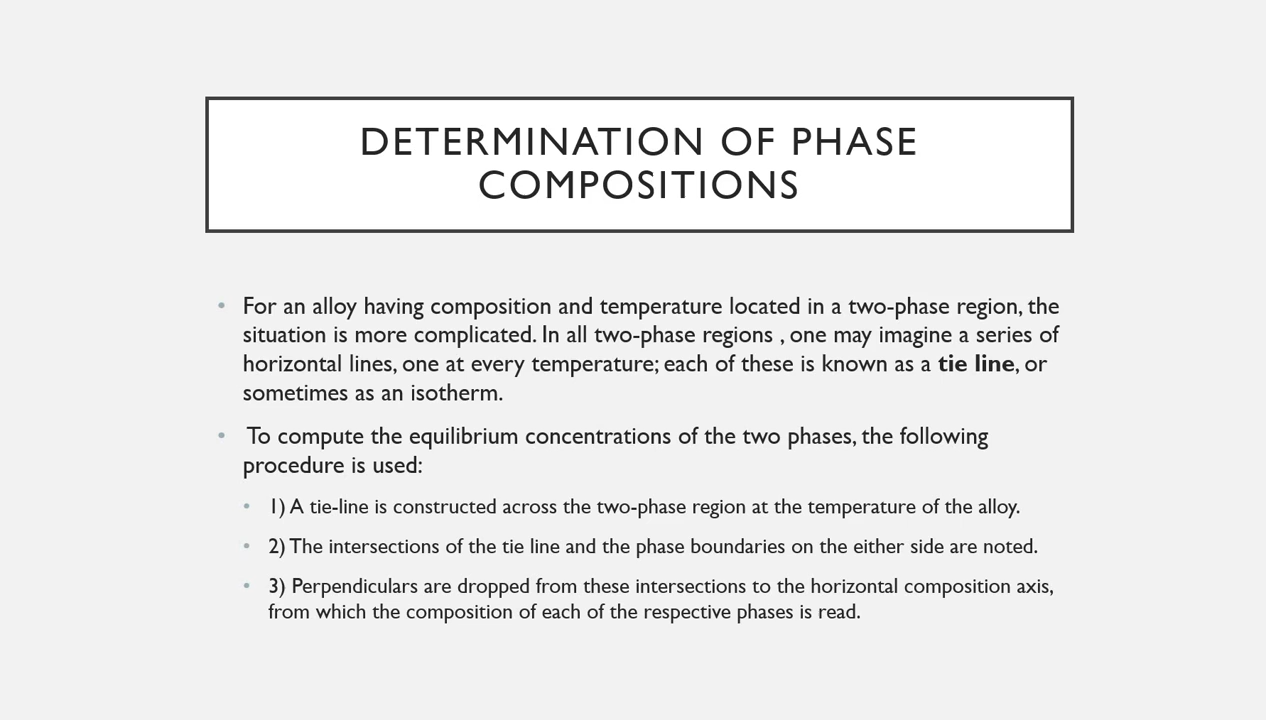 DETERMINATION OF PHASE
COMPOSITIONS
• For an alloy having composition and temperature located in a two-phase region, the
situation is more complicated. In all two-phase regions , one may imagine a series of
horizontal lines, one at every temperature; each of these is known as a tie line, or
sometimes as an isotherm.
• To compute the equilibrium concentrations of the two phases, the following
procedure is used:
• 1) A tie-line is constructed across the two-phase region at the temperature of the alloy.
• 2) The intersections of the tie line and the phase boundaries on the either side are noted.
• 3) Perpendiculars are dropped from these intersections to the horizontal composition axis,
from which the composition of each of the respective phases is read.